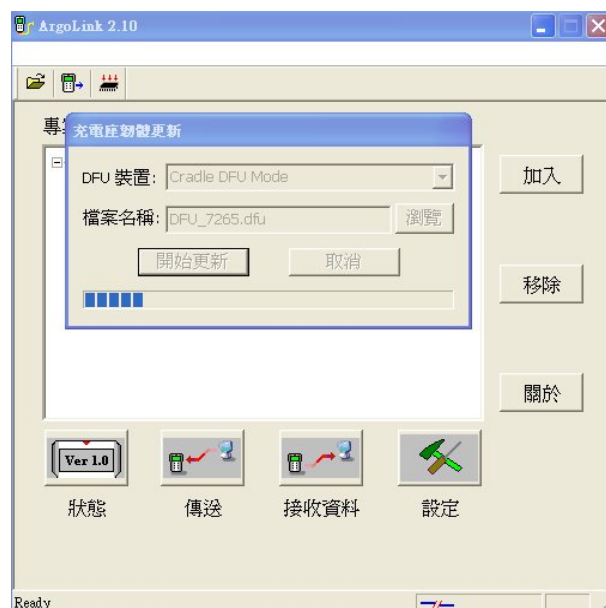 ArgoLink 2.10
充電座韌體更新
DFU 裝置: Cradle DFU Mode
檔案名稱: DFU_7265.dfu 瀏覽
開始更新 取消
加入
移除
關於
Ver 1.0
狀態 傳送 接收資料 設定
Ready